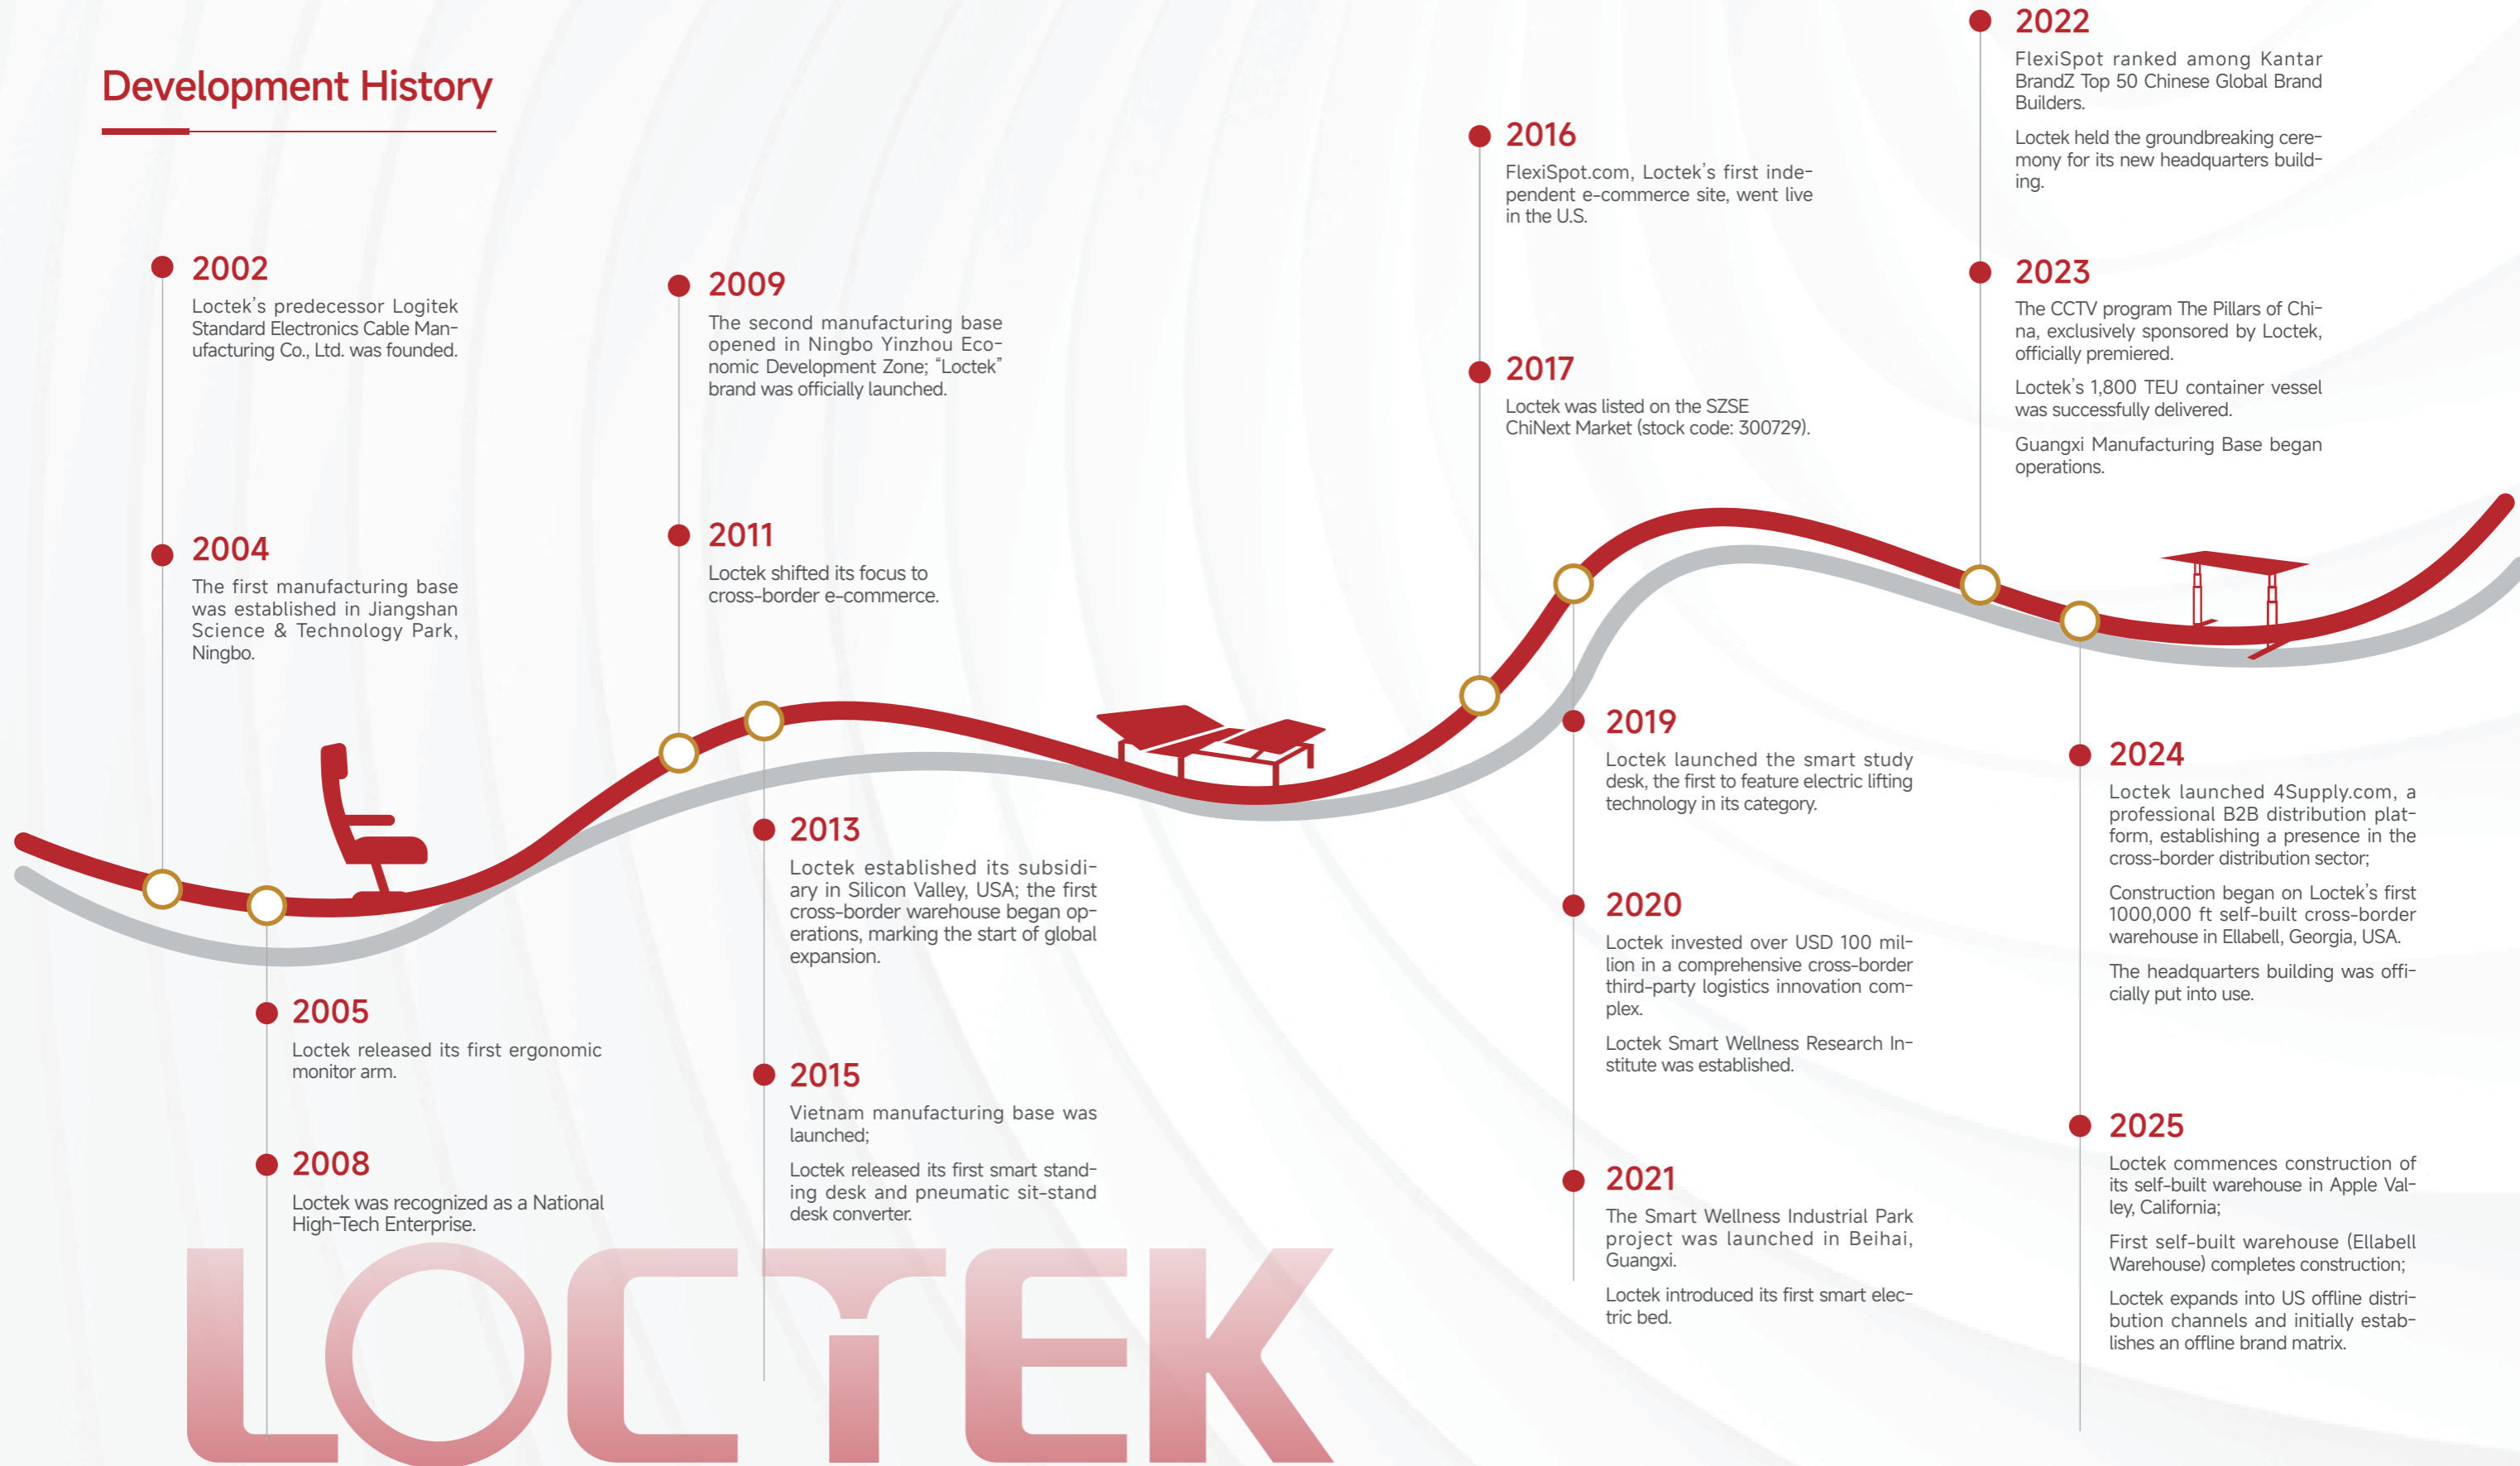 Development History
2002
Loctek's predecessor Logitek
Standard Electronics Cable Man-
ufacturing Co., Ltd. was founded.
2004
The first manufacturing base
was established in Jiangshan
Science & Technology Park,
Ningbo.
2005
Loctek released its first ergonomic
monitor arm.
2008
Loctek was recognized as a National
High-Tech Enterprise.
2009
The second manufacturing base
opened in Ningbo Yinzhou Eco-
nomic Development Zone; “Loctek”
brand was officially launched.
2011
Loctek shifted its focus to
cross-border e-commerce.
2013
Loctek established its subsidi-
ary in Silicon Valley, USA; the first
cross-border warehouse began op-
erations, marking the start of global
expansion.
2015
Vietnam manufacturing base was
launched;
Loctek released its first smart stand-
ing desk and pneumatic sit-stand
desk converter.
2016
FlexiSpot.com, Loctek's first inde-
pendent e-commerce site, went live
in the U.S.
2017
Loctek was listed on the SZSE
ChiNext Market (stock code: 300729).
2019
Loctek launched the smart study
desk, the first to feature electric lifting
technology in its category.
2020
Loctek invested over USD 100 mil-
lion in a comprehensive cross-border
third-party logistics innovation com-
plex.
Loctek Smart Wellness Research In-
stitute was established.
2021
The Smart Wellness Industrial Park
project was launched in Beihai,
Guangxi.
Loctek introduced its first smart elec-
tric bed.
2022
FlexiSpot ranked among Kantar
BrandZ Top 50 Chinese Global Brand
Builders.
Loctek held the groundbreaking cere-
mony for its new headquarters build-
ing.
2023
The CCTV program The Pillars of Chi-
na, exclusively sponsored by Loctek,
officially premiered.
Loctek's 1,800 TEU container vessel
was successfully delivered.
Guangxi Manufacturing Base began
operations.
2024
Loctek launched 4Supply.com, a
professional B2B distribution plat-
form, establishing a presence in the
cross-border distribution sector;
Construction began on Loctek's first
1000,000 ft self-built cross-border
warehouse in Ellabell, Georgia, USA.
The headquarters building was offi-
cially put into use.
2025
Loctek commences construction of
its self-built warehouse in Apple Val-
ley, California;
First self-built warehouse (Ellabell
Warehouse) completes construction;
Loctek expands into US offline distri-
bution channels and initially estab-
lishes an offline brand matrix.
LOCTEK